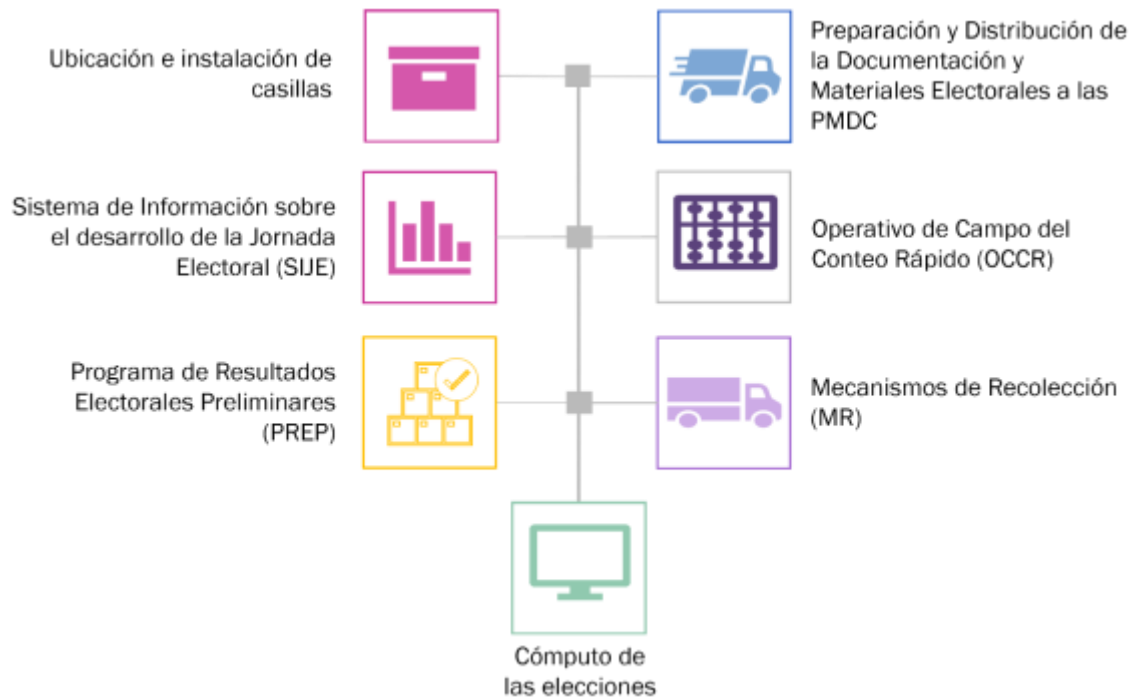 Ubicación e instalación de
casillas
Preparación y Distribución de
la Documentación y
Materiales Electorales a las
PMDC
Sistema de Información sobre
el desarrollo de la Jornada
Electoral (SIJE)
Operativo de Campo del
Conteo Rápido (OCCR)
Programa de Resultados
Electorales Preliminares
(PREP)
Mecanismos de Recolección
(MR)
Cómputo de
las elecciones